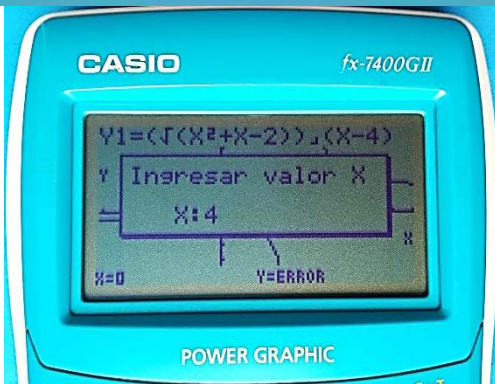 CASIO fx-7400GII
Y1=(√(X²+X-2))⌟(X-4)
Y
Ingresar valor X
X:4
X
X=0 Y=ERROR
POWER GRAPHIC